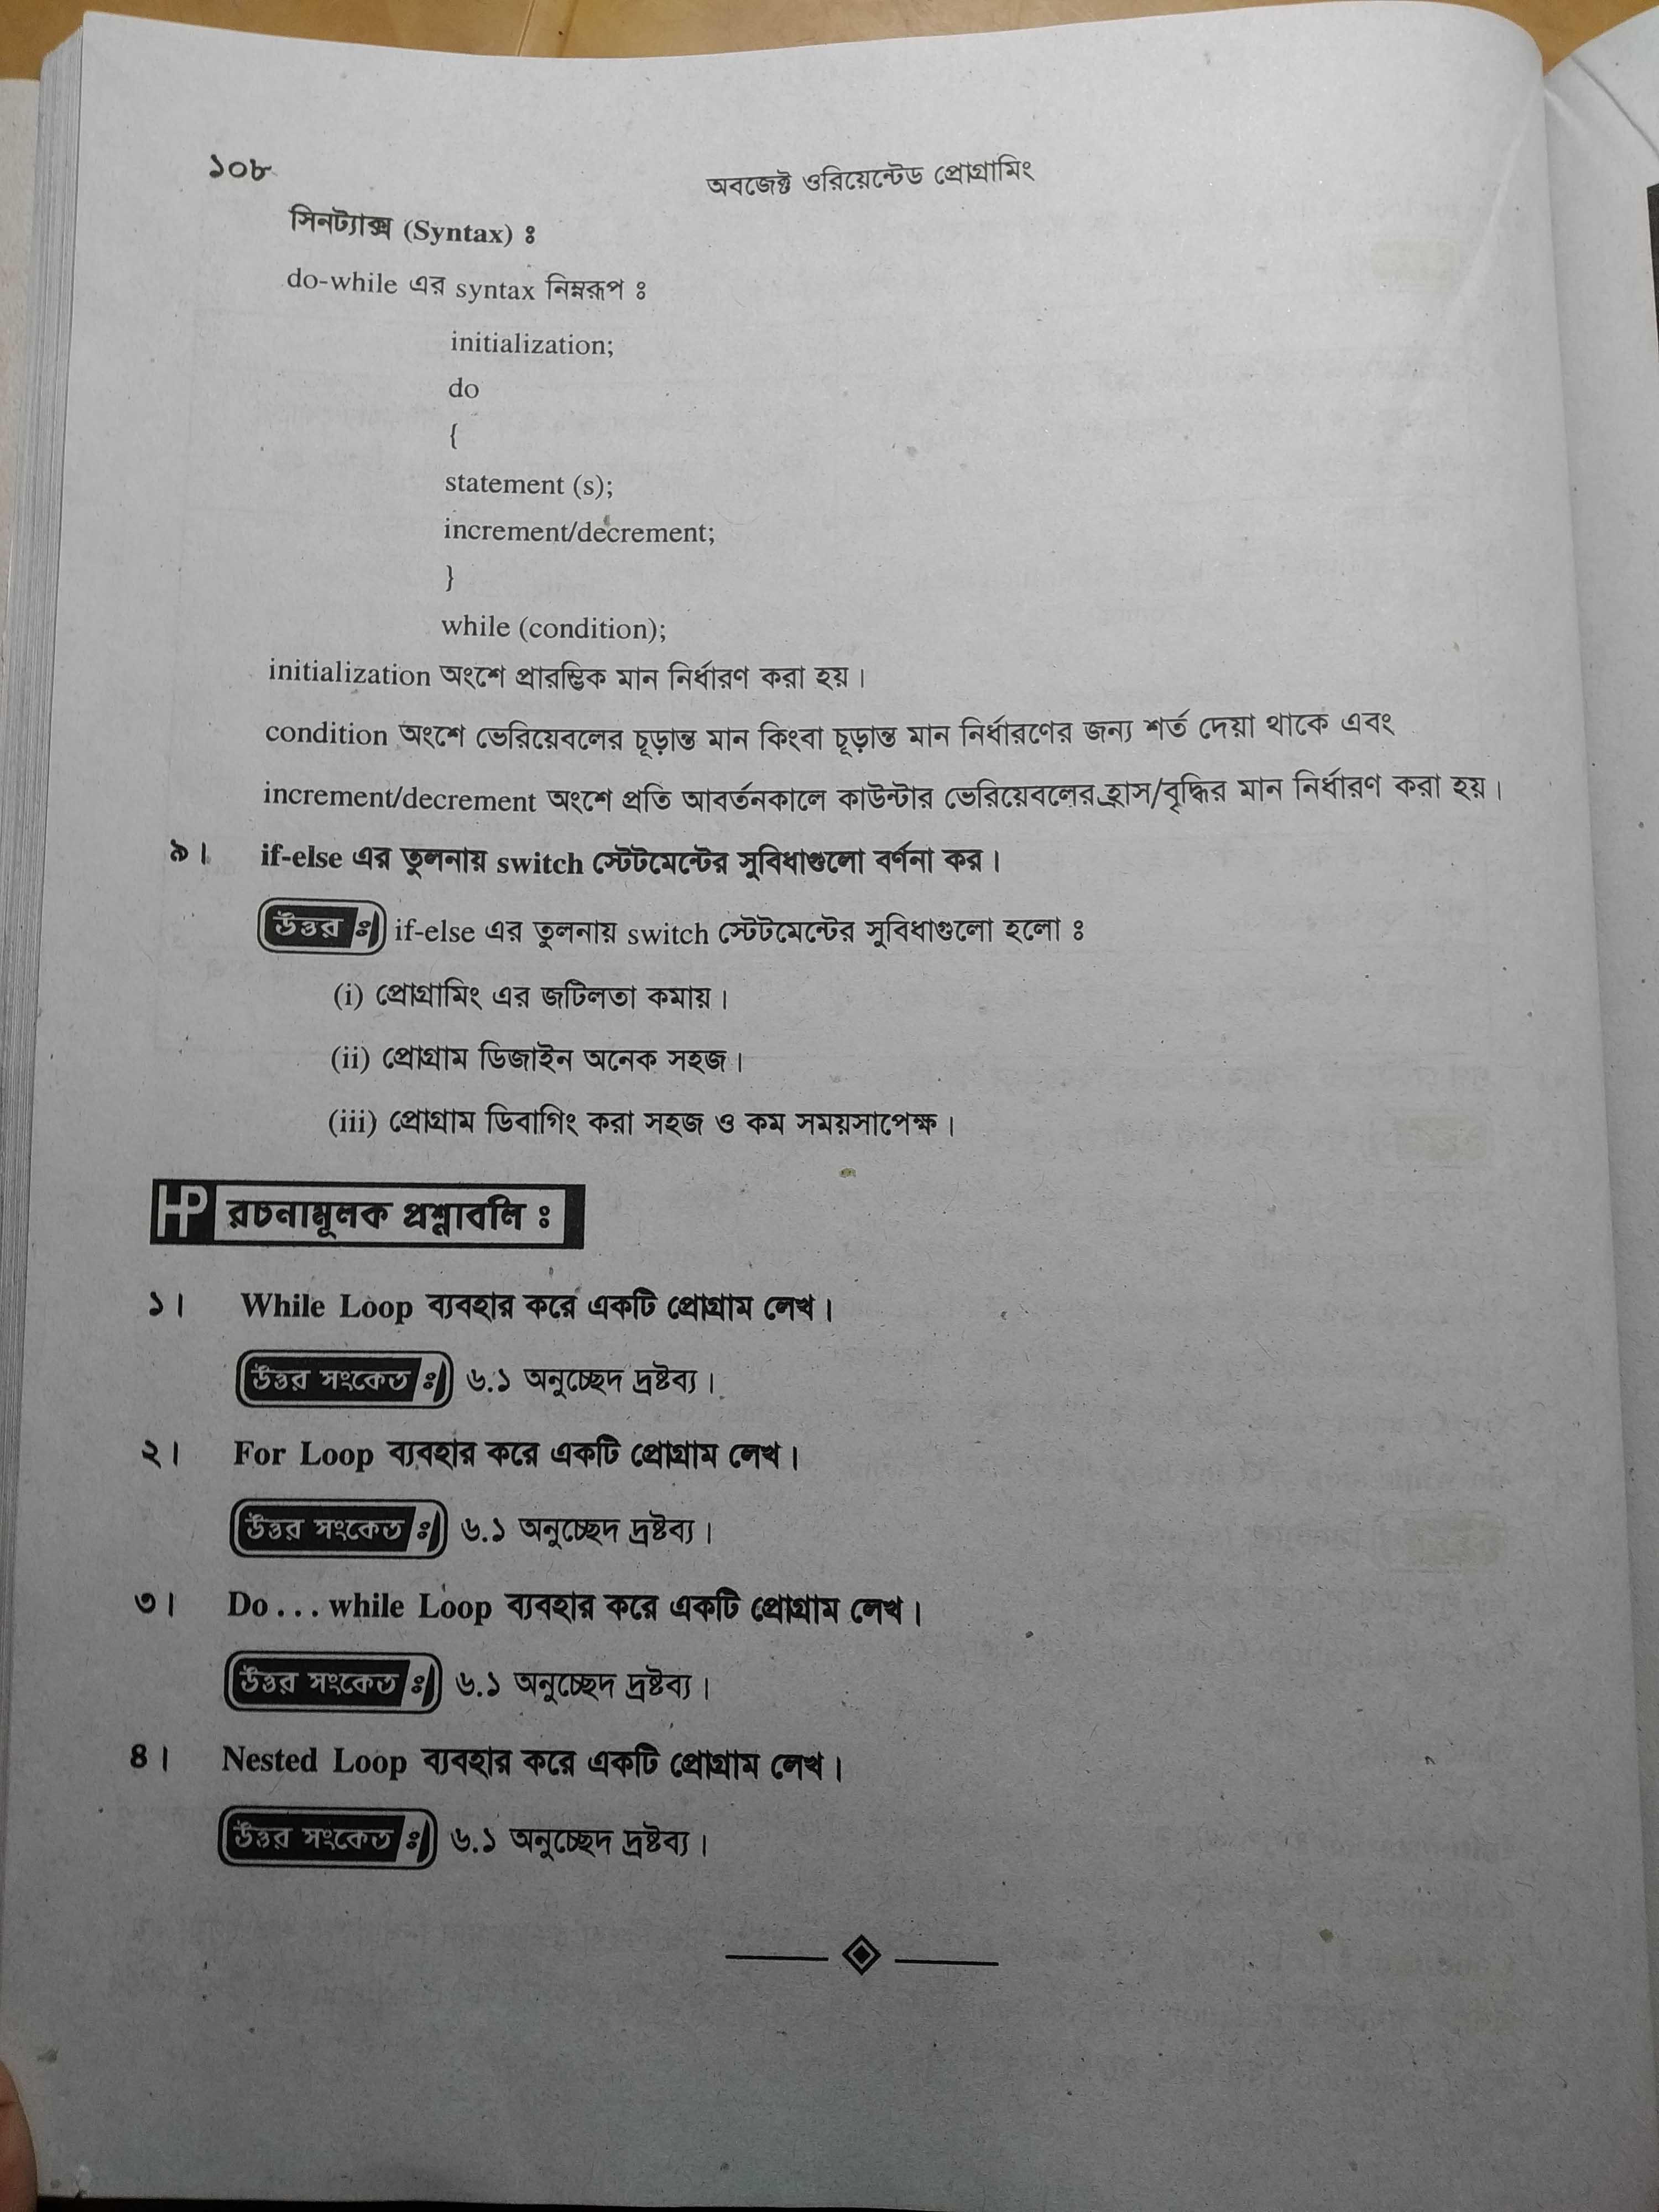 ১০৮
অবজেক্ট ওরিয়েন্টেড প্রোগ্রামিং
সিনট্যাক্স (Syntax) ঃ
do-while এর syntax নিম্নরূপ ঃ
initialization;
do
{
statement (s);
increment/decrement;
}
while (condition);
initialization অংশে প্রারম্ভিক মান নির্ধারণ করা হয়।
condition অংশে ভেরিয়েবলের চূড়ান্ত মান কিংবা চূড়ান্ত মান নির্ধারণের জন্য শর্ত দেয়া থাকে এবং
increment/decrement অংশে প্রতি আবর্তনকালে কাউন্টার ভেরিয়েবলের হ্রাস/বৃদ্ধির মান নির্ধারণ করা হয়।
৯। if-else এর তুলনায় switch স্টেটমেন্টের সুবিধাগুলো বর্ণনা কর।
উত্তর ঃ if-else এর তুলনায় switch স্টেটমেন্টের সুবিধাগুলো হলো ঃ
(i) প্রোগ্রামিং এর জটিলতা কমায়।
(ii) প্রোগ্রাম ডিজাইন অনেক সহজ।
(iii) প্রোগ্রাম ডিবাগিং করা সহজ ও কম সময়সাপেক্ষ।
HP রচনামূলক প্রশ্নাবলি ঃ
১। While Loop ব্যবহার করে একটি প্রোগ্রাম লেখ।
উত্তর সংকেত ঃ ৬.১ অনুচ্ছেদ দ্রষ্টব্য।
২। For Loop ব্যবহার করে একটি প্রোগ্রাম লেখ।
উত্তর সংকেত ঃ ৬.১ অনুচ্ছেদ দ্রষ্টব্য।
৩। Do . . . while Loop ব্যবহার করে একটি প্রোগ্রাম লেখ।
উত্তর সংকেত ঃ ৬.১ অনুচ্ছেদ দ্রষ্টব্য।
৪। Nested Loop ব্যবহার করে একটি প্রোগ্রাম লেখ।
উত্তর সংকেত ঃ ৬.১ অনুচ্ছেদ দ্রষ্টব্য।